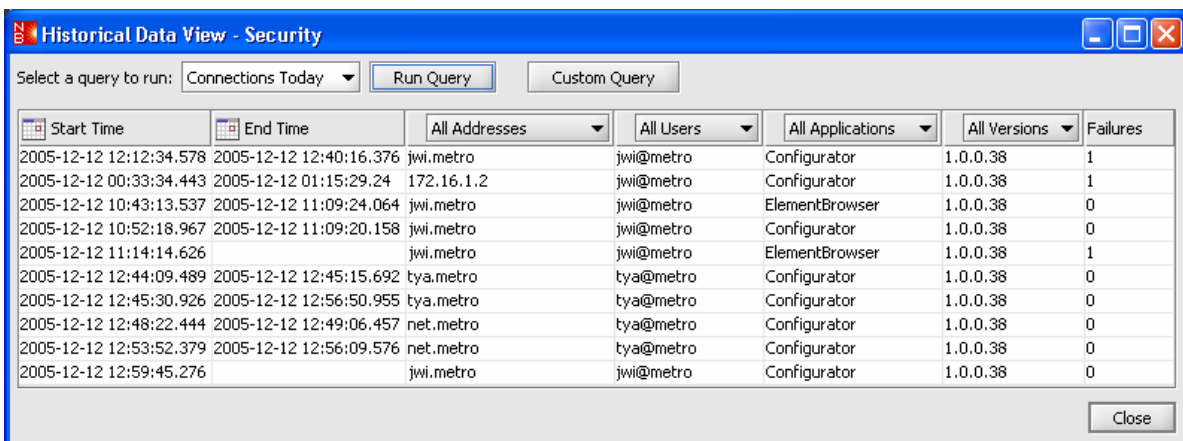 NB Historical Data View - Security
Select a query to run: Connections Today Run Query Custom Query
Start Time End Time All Addresses All Users All Applications All Versions Failures
2005-12-12 12:12:34.578 2005-12-12 12:40:16.376 jwi.metro jwi@metro Configurator 1.0.0.38 1
2005-12-12 00:33:34.443 2005-12-12 01:15:29.24 172.16.1.2 jwi@metro Configurator 1.0.0.38 1
2005-12-12 10:43:13.537 2005-12-12 11:09:24.064 jwi.metro jwi@metro ElementBrowser 1.0.0.38 0
2005-12-12 10:52:18.967 2005-12-12 11:09:20.158 jwi.metro jwi@metro Configurator 1.0.0.38 0
2005-12-12 11:14:14.626 jwi.metro jwi@metro ElementBrowser 1.0.0.38 1
2005-12-12 12:44:09.489 2005-12-12 12:45:15.692 tya.metro tya@metro Configurator 1.0.0.38 0
2005-12-12 12:45:30.926 2005-12-12 12:56:50.955 tya.metro tya@metro Configurator 1.0.0.38 0
2005-12-12 12:48:22.444 2005-12-12 12:49:06.457 net.metro tya@metro Configurator 1.0.0.38 0
2005-12-12 12:53:52.379 2005-12-12 12:56:09.576 net.metro tya@metro Configurator 1.0.0.38 0
2005-12-12 12:59:45.276 jwi.metro jwi@metro Configurator 1.0.0.38 0
Close